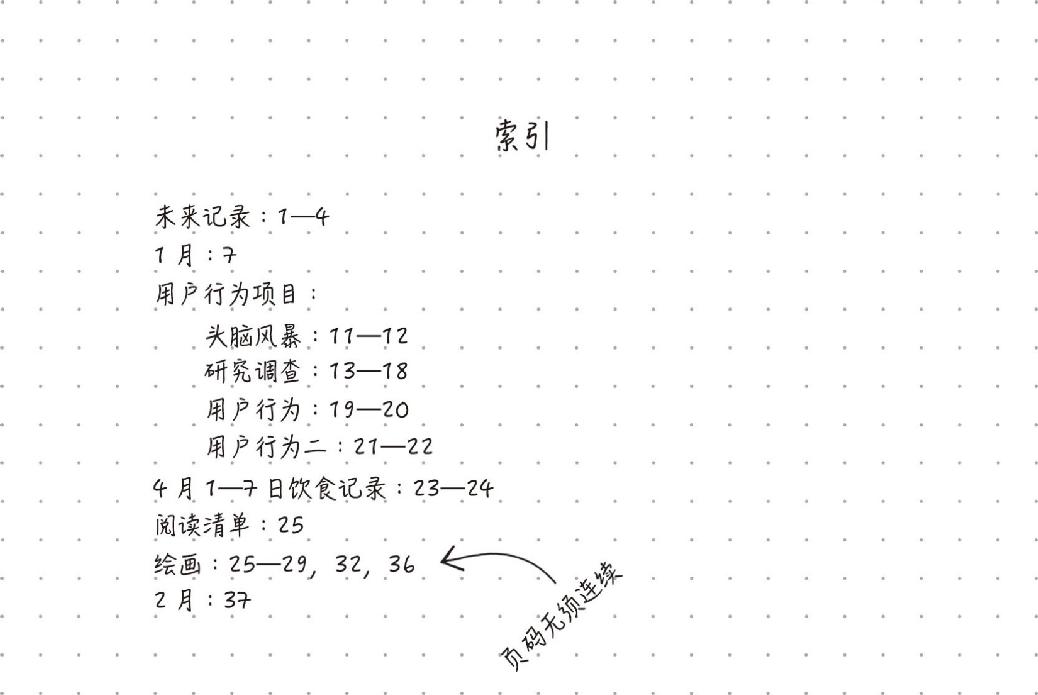 索引
未来记录：1—4
1 月：7
用户行为项目：
头脑风暴：11—12
研究调查：13—18
用户行为：19—20
用户行为二：21—22
4 月 1—7 日饮食记录：23—24
阅读清单：25
绘画：25—29，32，36
2 月：37
页码无须连续